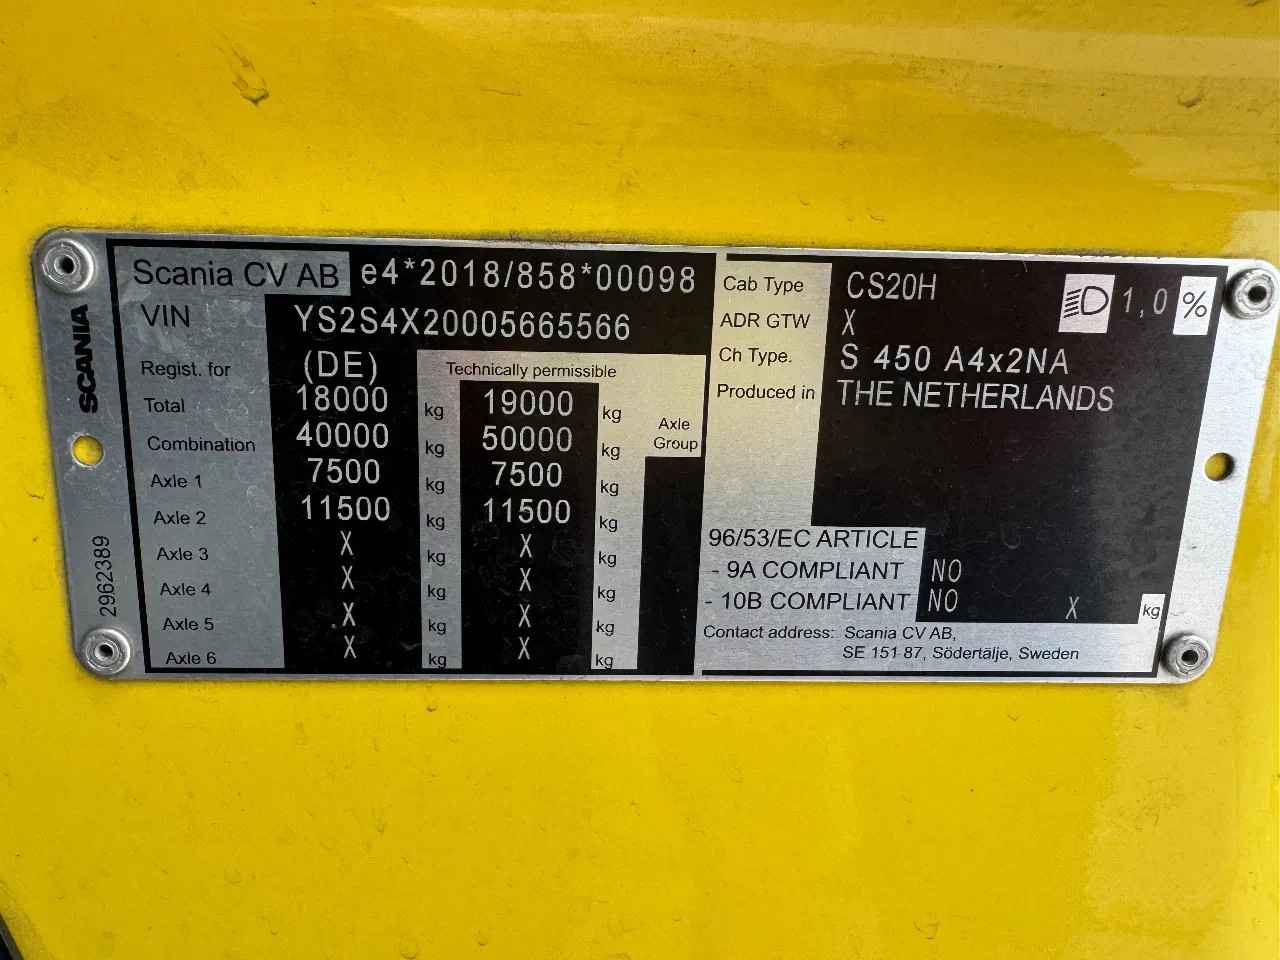 Scania CV AB e4*2018/858*00098
VIN YS2S4X20005665566
Regist. for (DE) Technically permissible
Total 18000 kg 19000 kg Axle Group
Combination 40000 kg 50000 kg
Axle 1 7500 kg 7500 kg
Axle 2 11500 kg 11500 kg
Axle 3 X kg X kg
Axle 4 X kg X kg
Axle 5 X kg X kg
Axle 6 X kg X kg
SCANIA
2962389
Cab Type CS20H 1,0 %
ADR GTW X
Ch Type. S 450 A4x2NA
Produced in THE NETHERLANDS
96/53/EC ARTICLE
- 9A COMPLIANT NO
- 10B COMPLIANT NO X kg
Contact address: Scania CV AB,
SE 151 87, Södertälje, Sweden